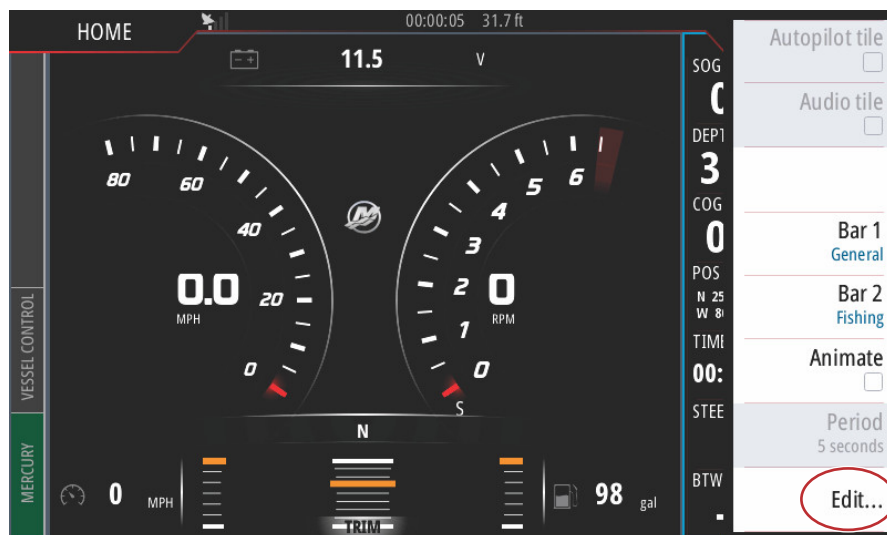 HOME
00:00:05 31.7 ft
11.5 V
80
60
40
20
0
0.0
MPH
6
5
4
3
2
1
0
0
RPM
S
N
0 MPH
TRIM
98 gal
VESSEL CONTROL
MERCURY
SOG
0
DEPT
3
COG
0
POS
N 25
W 8
TIME
00:
STEE
BTW
-
Autopilot tile
Audio tile
Bar 1
General
Bar 2
Fishing
Animate
Period
5 seconds
Edit...